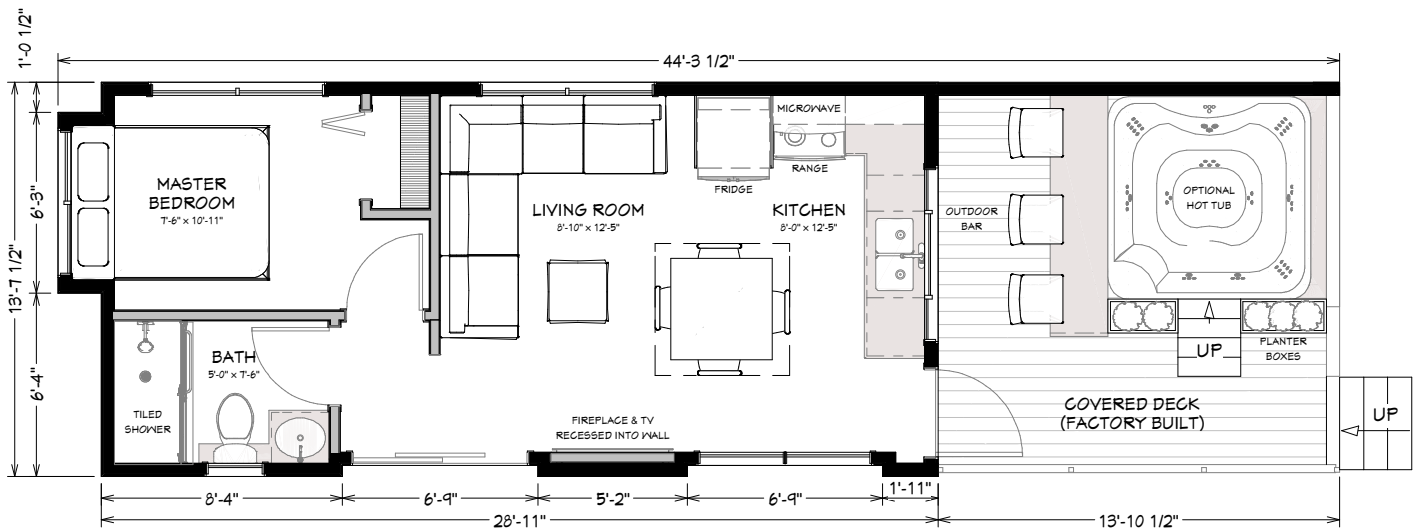 1'-0 1/2"
44'-3 1/2"
13'-7 1/2"
6'-3"
6'-4"
MASTER
BEDROOM
7'-6" x 10'-11"
LIVING ROOM
8'-10" x 12'-5"
MICROWAVE
RANGE
FRIDGE
KITCHEN
8'-0" x 12'-5"
OUTDOOR
BAR
OPTIONAL
HOT TUB
UP
PLANTER
BOXES
BATH
5'-0" x 7'-6"
TILED
SHOWER
FIREPLACE & TV
RECESSED INTO WALL
COVERED DECK
(FACTORY BUILT)
UP
8'-4"
6'-9"
5'-2"
6'-9"
1'-11"
28'-11"
13'-10 1/2"